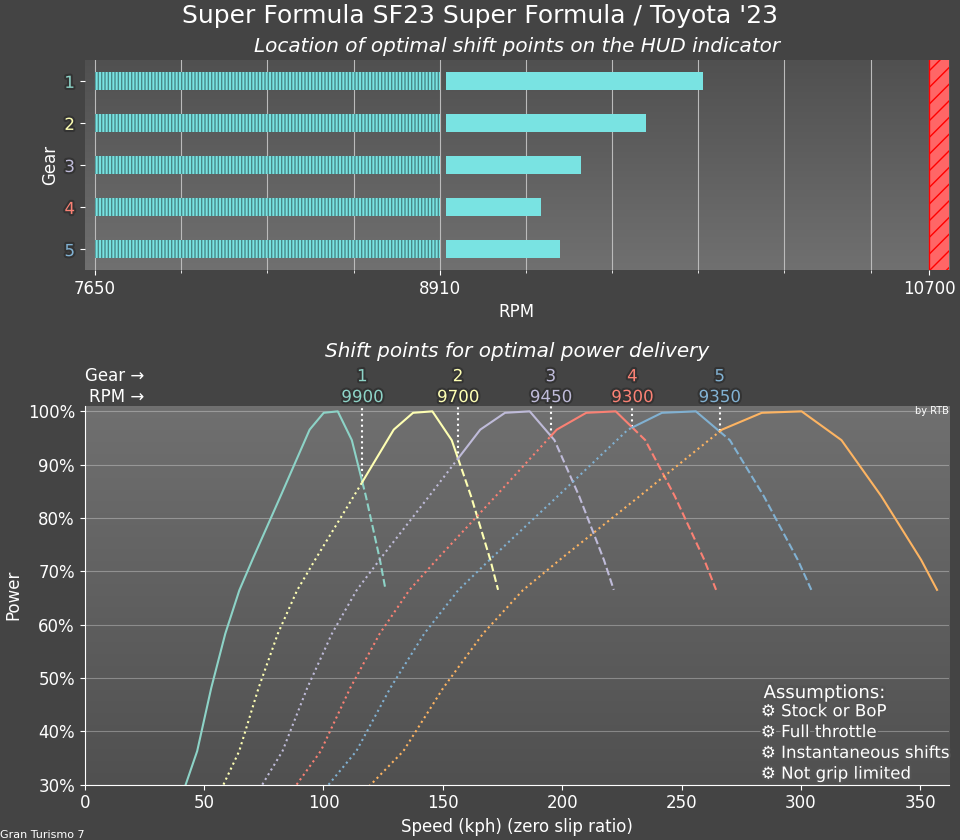 Super Formula SF23 Super Formula / Toyota '23
Location of optimal shift points on the HUD indicator
Gear
1
2
3
4
5
7650 8910 10700
RPM
Shift points for optimal power delivery
Gear → 1 2 3 4 5
RPM → 9900 9700 9450 9300 9350
by RTB
Power
100%
90%
80%
70%
60%
50%
40%
30%
Assumptions:
⚙ Stock or BoP
⚙ Full throttle
⚙ Instantaneous shifts
⚙ Not grip limited
0 50 100 150 200 250 300 350
Speed (kph) (zero slip ratio)
Gran Turismo 7